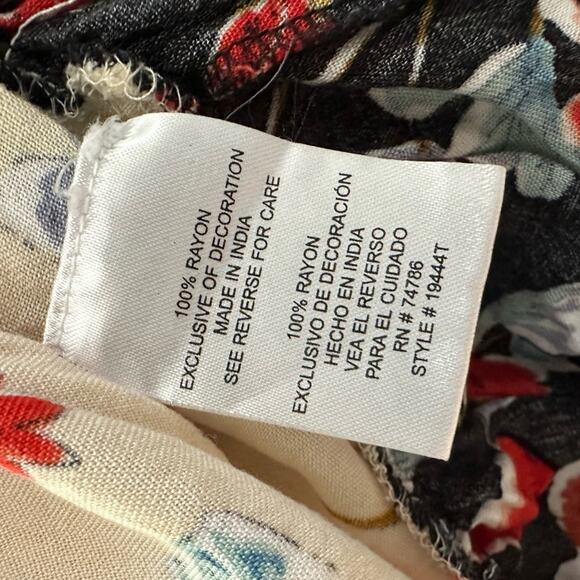 100% RAYON
EXCLUSIVE OF DECORATION
MADE IN INDIA
SEE REVERSE FOR CARE
100% RAYON
EXCLUSIVO DE DECORACIÓN
HECHO EN INDIA
VEA EL REVERSO
PARA EL CUIDADO
RN # 74786
STYLE # 19444T